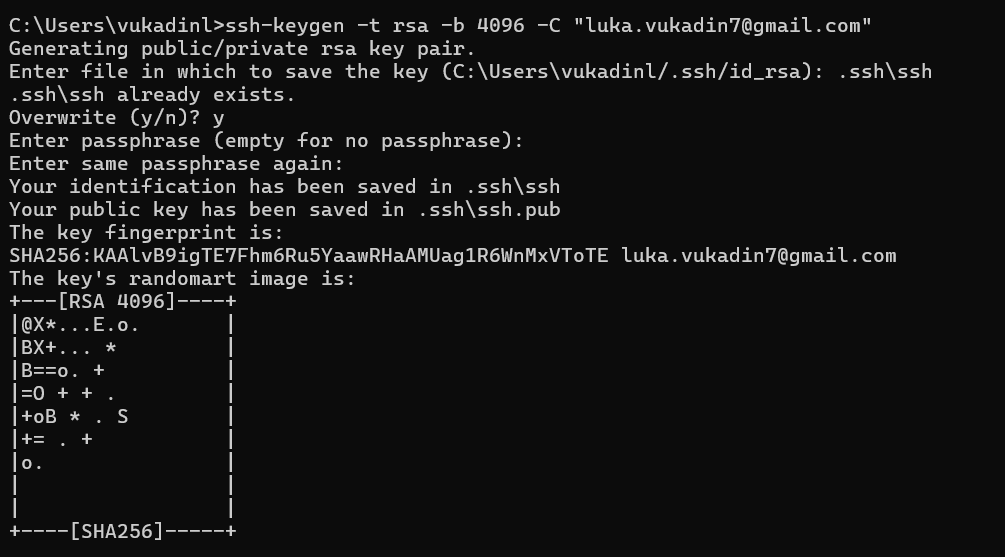 C:\Users\vukadinl>ssh-keygen -t rsa -b 4096 -C "luka.vukadin7@gmail.com"
Generating public/private rsa key pair.
Enter file in which to save the key (C:\Users\vukadinl/.ssh/id_rsa): .ssh\ssh
.ssh\ssh already exists.
Overwrite (y/n)? y
Enter passphrase (empty for no passphrase):
Enter same passphrase again:
Your identification has been saved in .ssh\ssh
Your public key has been saved in .ssh\ssh.pub
The key fingerprint is:
SHA256:KAAlvB9igTE7Fhm6Ru5YaawRHaAMUag1R6WnMxVToTE luka.vukadin7@gmail.com
The key's randomart image is:
+---[RSA 4096]----+
|@X*...E.o.       |
|BX+... *         |
|B==o. +          |
|=O + + .         |
|+oB * . S        |
|+= . +           |
|o.               |
|                 |
|                 |
+----[SHA256]-----+